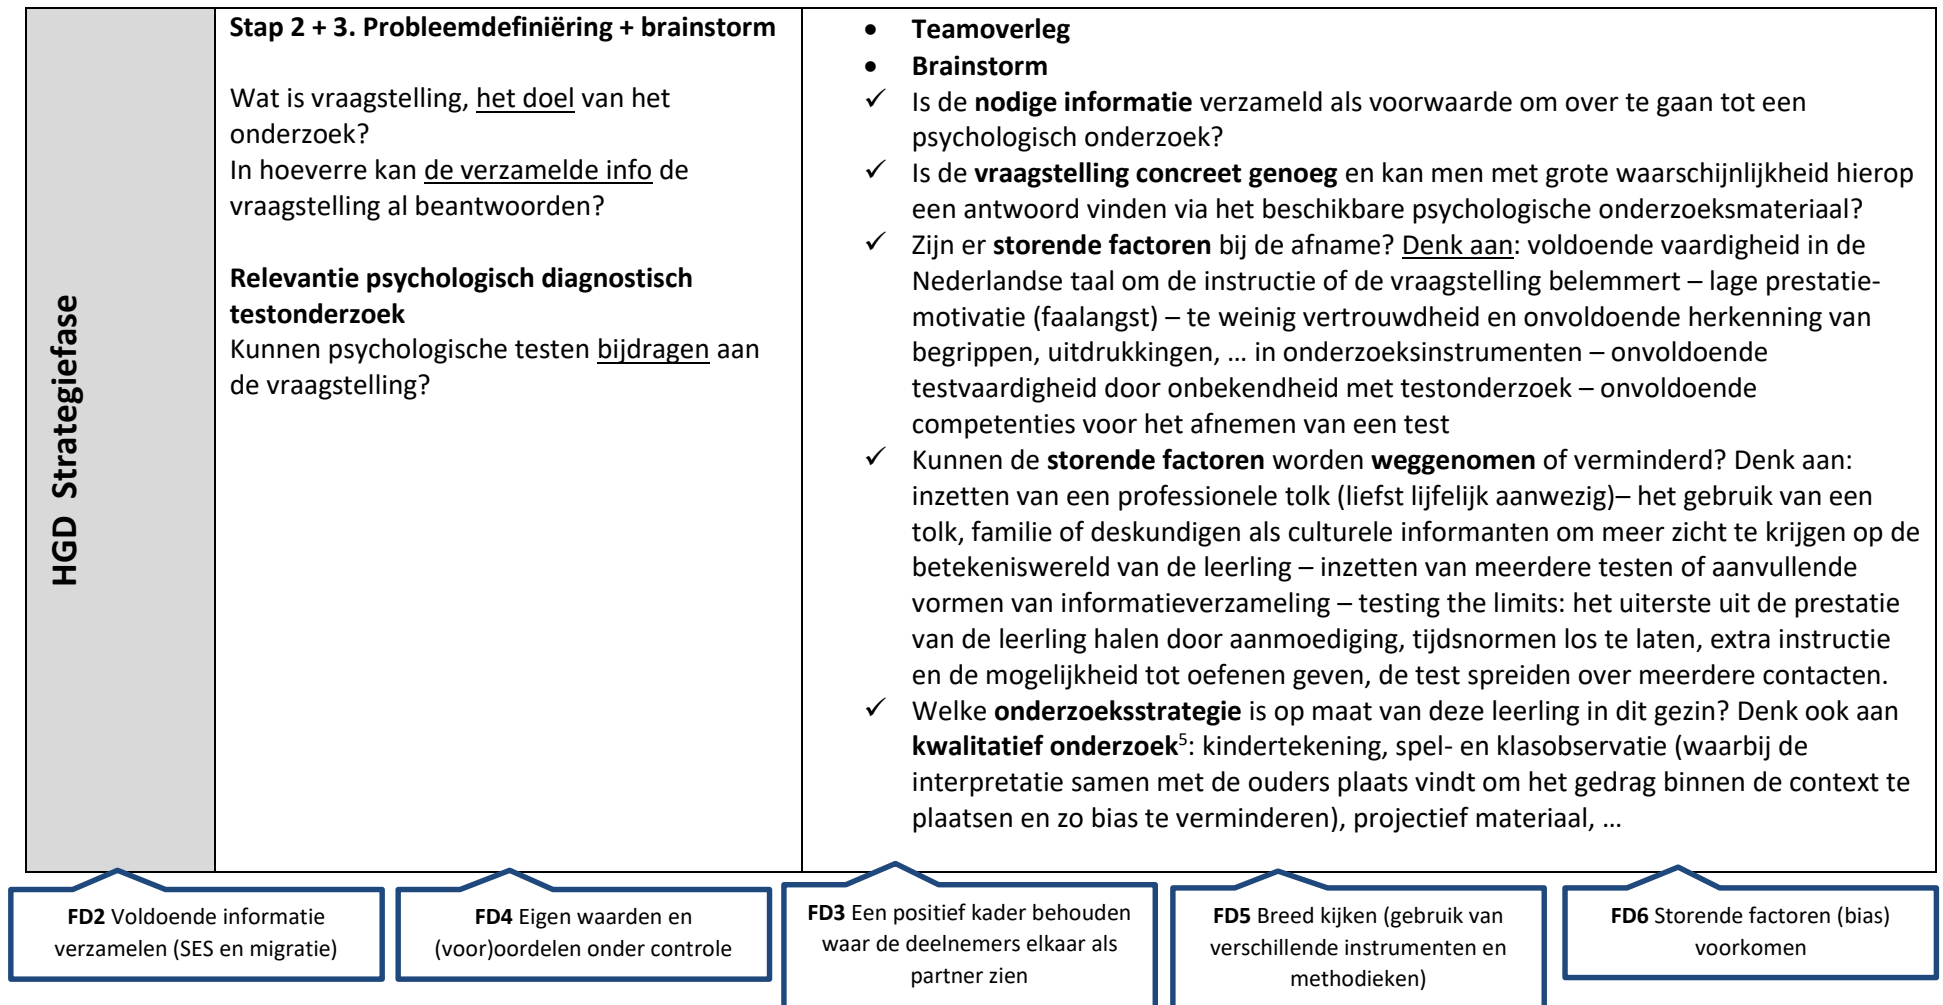 HGD Strategiefase
Stap 2 + 3. Probleemdefiniëring + brainstorm
Wat is vraagstelling, het doel van het
onderzoek?
In hoeverre kan de verzamelde info de
vraagstelling al beantwoorden?
Relevantie psychologisch diagnostisch
testonderzoek
Kunnen psychologische testen bijdragen aan
de vraagstelling?
• Teamoverleg
• Brainstorm
✓ Is de nodige informatie verzameld als voorwaarde om over te gaan tot een
psychologisch onderzoek?
✓ Is de vraagstelling concreet genoeg en kan men met grote waarschijnlijkheid hierop
een antwoord vinden via het beschikbare psychologische onderzoeksmateriaal?
✓ Zijn er storende factoren bij de afname? Denk aan: voldoende vaardigheid in de
Nederlandse taal om de instructie of de vraagstelling belemmert – lage prestatie-
motivatie (faalangst) – te weinig vertrouwdheid en onvoldoende herkenning van
begrippen, uitdrukkingen, … in onderzoeksinstrumenten – onvoldoende
testvaardigheid door onbekendheid met testonderzoek – onvoldoende
competenties voor het afnemen van een test
✓ Kunnen de storende factoren worden weggenomen of verminderd? Denk aan:
inzetten van een professionele tolk (liefst lijfelijk aanwezig)– het gebruik van een
tolk, familie of deskundigen als culturele informanten om meer zicht te krijgen op de
betekeniswereld van de leerling – inzetten van meerdere testen of aanvullende
vormen van informatieverzameling – testing the limits: het uiterste uit de prestatie
van de leerling halen door aanmoediging, tijdsnormen los te laten, extra instructie
en de mogelijkheid tot oefenen geven, de test spreiden over meerdere contacten.
✓ Welke onderzoeksstrategie is op maat van deze leerling in dit gezin? Denk ook aan
kwalitatief onderzoek⁵: kindertekening, spel- en klasobservatie (waarbij de
interpretatie samen met de ouders plaats vindt om het gedrag binnen de context te
plaatsen en zo bias te verminderen), projectief materiaal, …
FD2 Voldoende informatie
verzamelen (SES en migratie)
FD4 Eigen waarden en
(voor)oordelen onder controle
FD3 Een positief kader behouden
waar de deelnemers elkaar als
partner zien
FD5 Breed kijken (gebruik van
verschillende instrumenten en
methodieken)
FD6 Storende factoren (bias)
voorkomen